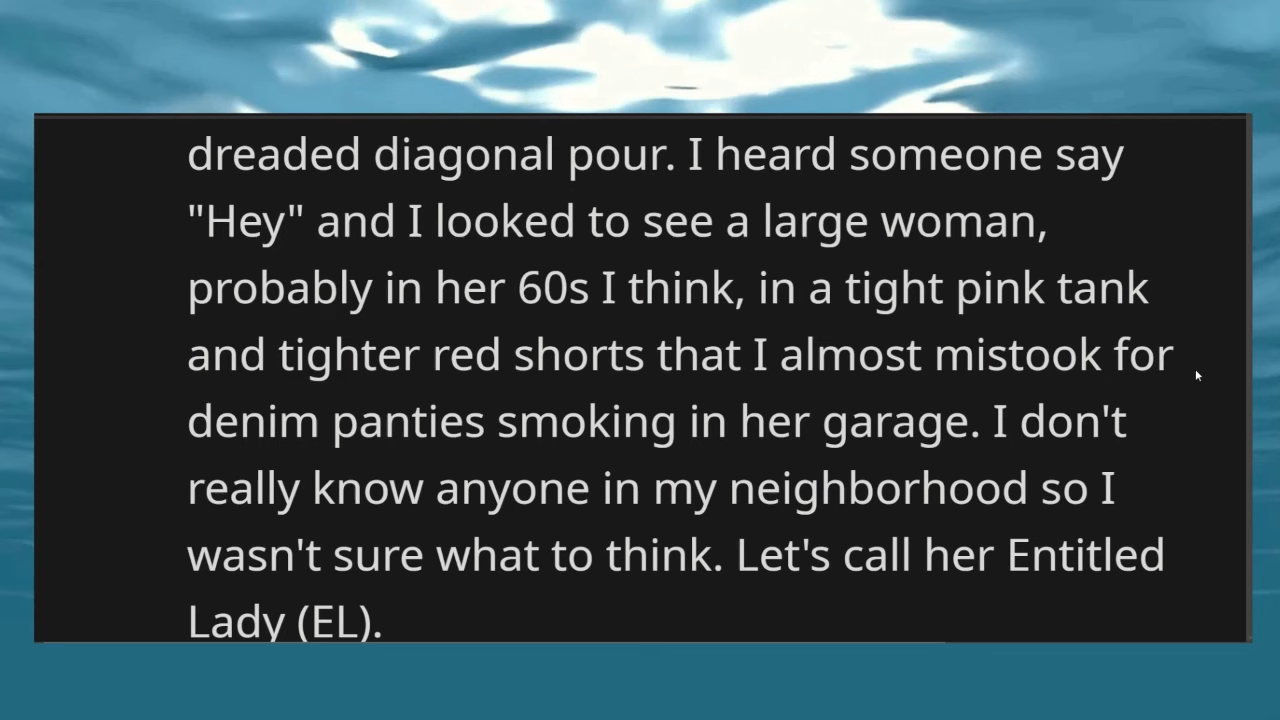 dreaded diagonal pour. I heard someone say
"Hey" and I looked to see a large woman,
probably in her 60s I think, in a tight pink tank
and tighter red shorts that I almost mistook for
denim panties smoking in her garage. I don't
really know anyone in my neighborhood so I
wasn't sure what to think. Let's call her Entitled
Lady (EL).